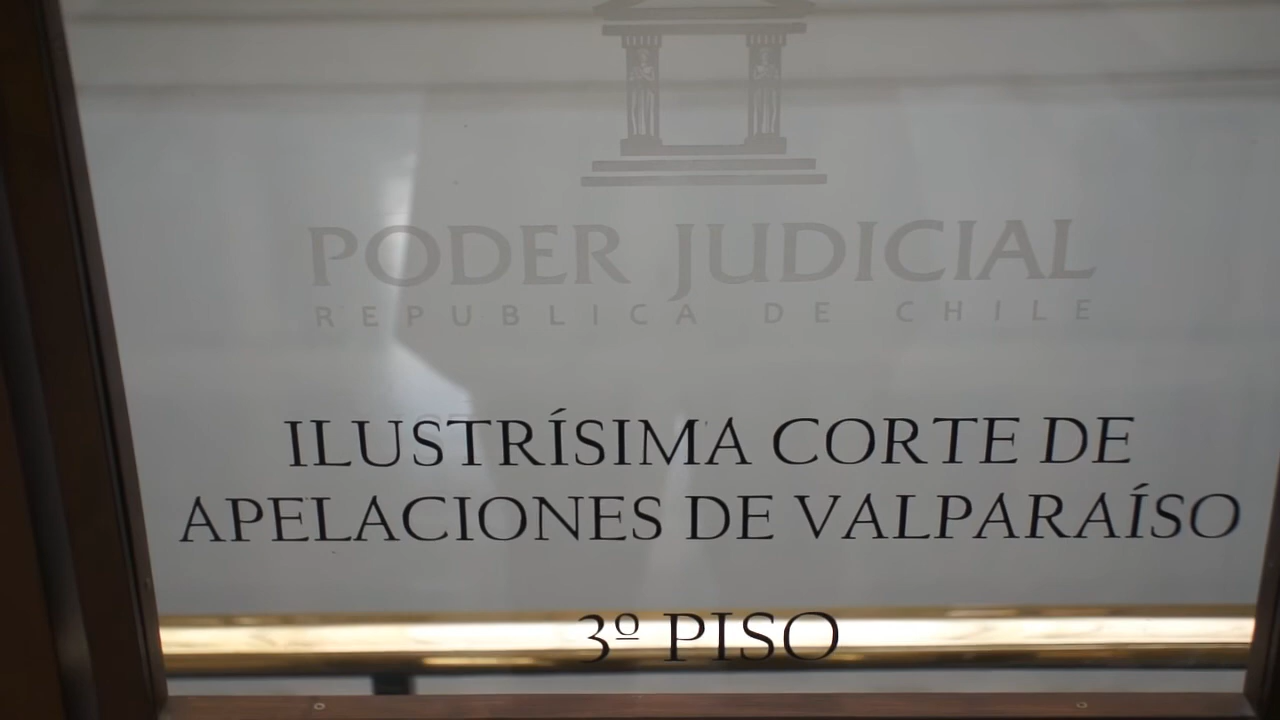 PODER JUDICIAL
REPUBLICA DE CHILE
ILUSTRÍSIMA CORTE DE
APELACIONES DE VALPARAÍSO
3º PISO